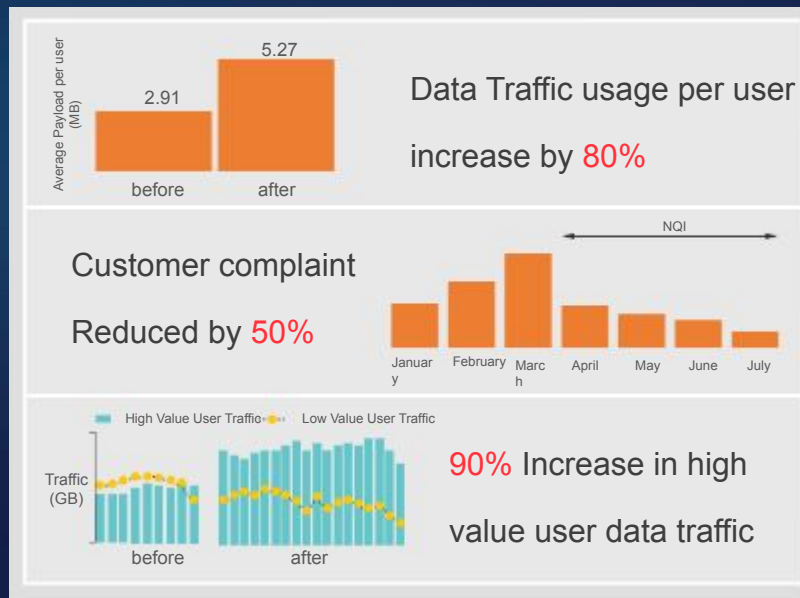 Average Payload per user
(MB)
2.91
5.27
before
after
Data Traffic usage per user
increase by 80%
Customer complaint
Reduced by 50%
NQI
Januar
y
February
Marc
h
April
May
June
July
High Value User Traffic
Low Value User Traffic
Traffic
(GB)
before
after
90% Increase in high
value user data traffic